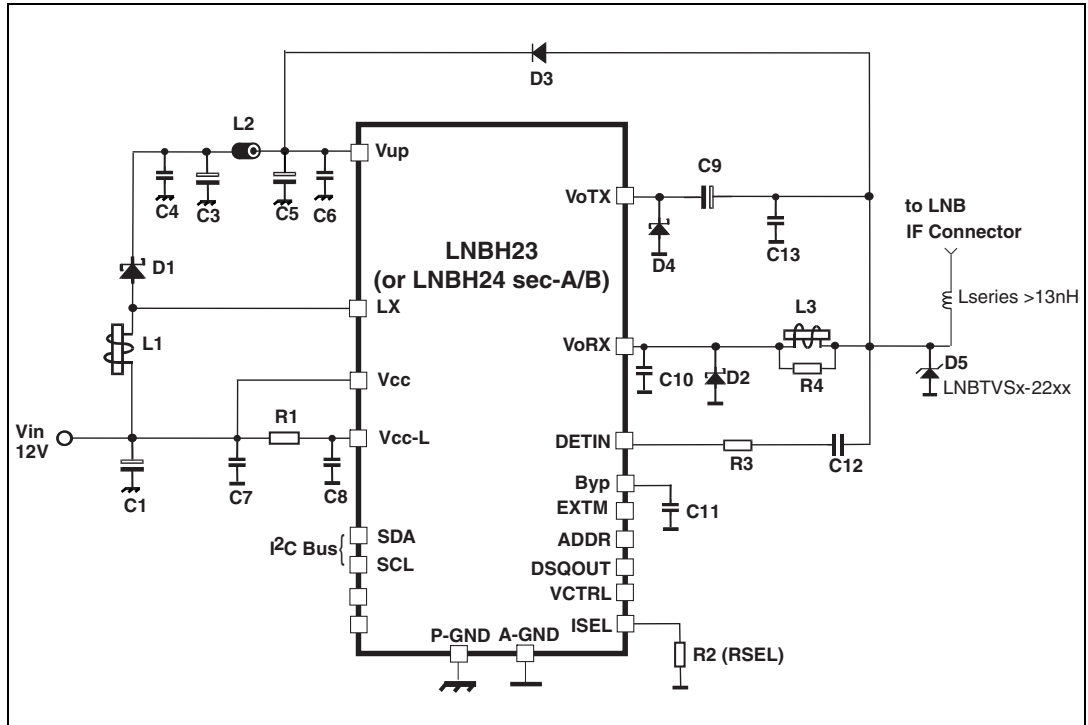 D3
L2
Vup
C9
C4
C3
C5
C6
VoTX
to LNB
IF Connector
LNBH23
(or LNBH24 sec-A/B)
D4
C13
D1
LX
Lseries >13nH
L1
L3
VoRX
Vcc
C10
D2
R4
D5
LNBTVSx-22xx
Vin
12V
R1
Vcc-L
DETIN
R3
C12
C1
C7
C8
Byp
C11
EXTM
I²C Bus
SDA
SCL
ADDR
DSQOUT
VCTRL
ISEL
P-GND A-GND
R2 (RSEL)